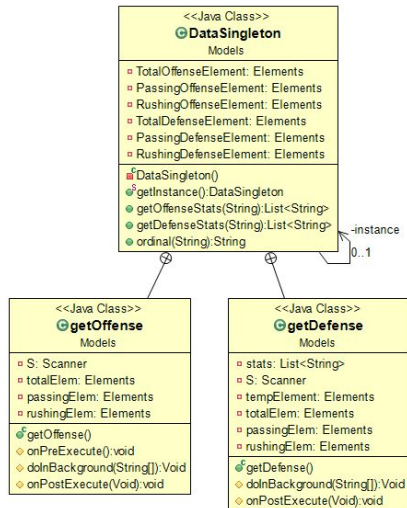 <<Java Class>>
DataSingleton
Models
TotalOffenseElement: Elements
PassingOffenseElement: Elements
RushingOffenseElement: Elements
TotalDefenseElement: Elements
PassingDefenseElement: Elements
RushingDefenseElement: Elements
DataSingleton()
getInstance():DataSingleton
getOffenseStats(String):List<String>
getDefenseStats(String):List<String>
ordinal(String):String
-instance
0..1
<<Java Class>>
getOffense
Models
S: Scanner
totalElem: Elements
passingElem: Elements
rushingElem: Elements
getOffense()
onPreExecute():void
doInBackground(String[]):Void
onPostExecute(Void):void
<<Java Class>>
getDefense
Models
stats: List<String>
S: Scanner
tempElement: Elements
totalElem: Elements
passingElem: Elements
rushingElem: Elements
getDefense()
doInBackground(String[]):Void
onPostExecute(Void):void